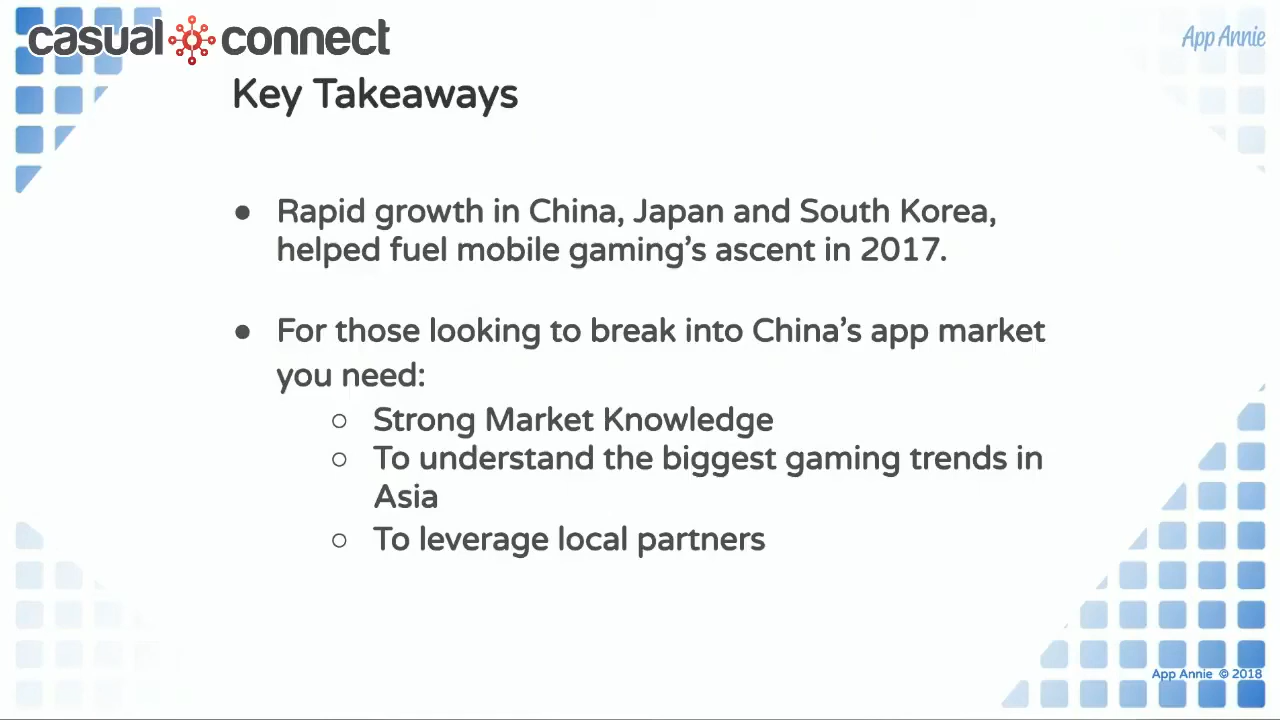 casual connect
App Annie
Key Takeaways
● Rapid growth in China, Japan and South Korea,
helped fuel mobile gaming’s ascent in 2017.
● For those looking to break into China’s app market
you need:
○ Strong Market Knowledge
○ To understand the biggest gaming trends in
Asia
○ To leverage local partners
App Annie © 2018